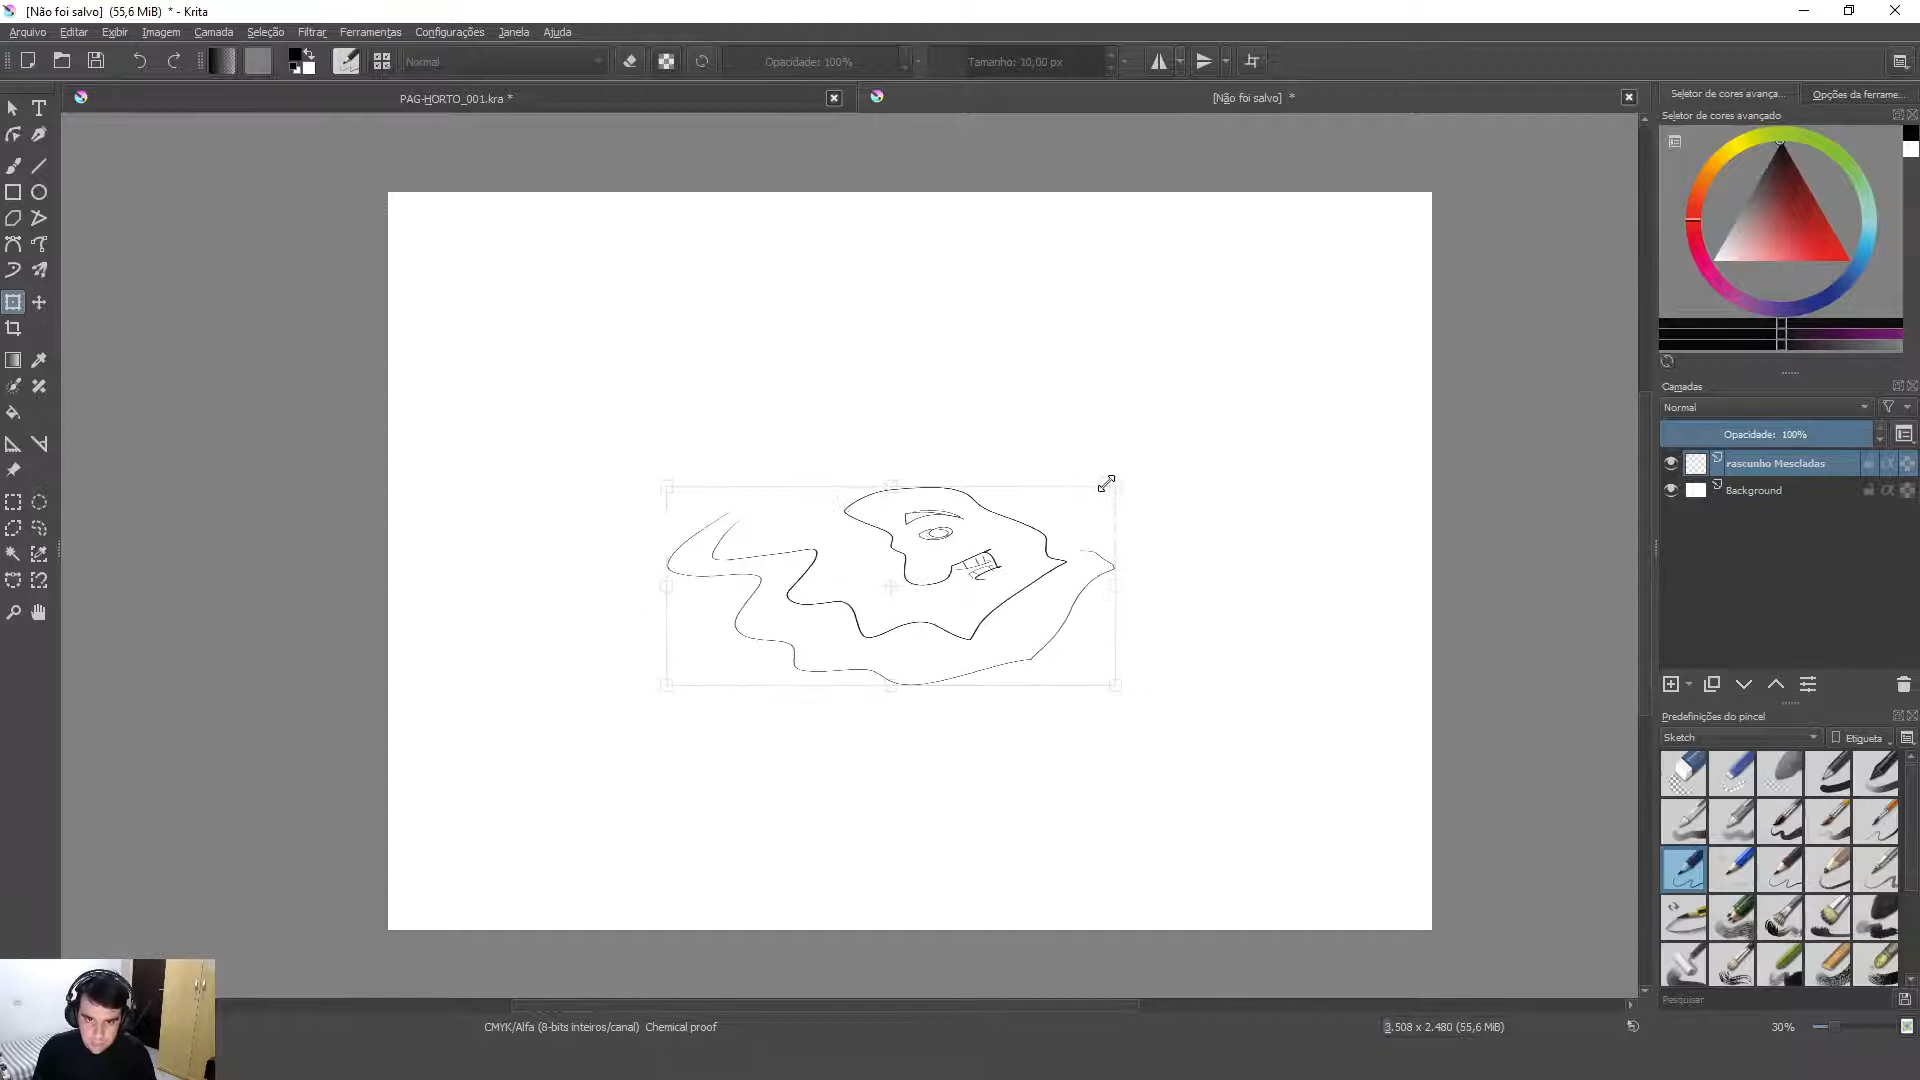 [Não foi salvo]  (55,6 MiB)  * - Krita
Arquivo Editar Exibir Imagem Camada Seleção Filtrar Ferramentas Configurações Janela Ajuda
Normal
Opacidade: 100%
Tamanho: 10,00 px
PAG-HORTO_001.kra *
[Não foi salvo]  *
Seletor de cores avança...
Opções da ferrame...
Seletor de cores avançado
Camadas
Normal
Opacidade:  100%
rascunho Mescladas
Background
Predefinições do pincel
Sketch
Etiqueta
Pesquisar
CMYK/Alfa (8-bits inteiros/canal)  Chemical proof
3.508 x 2.480 (55,6 MiB)
30%